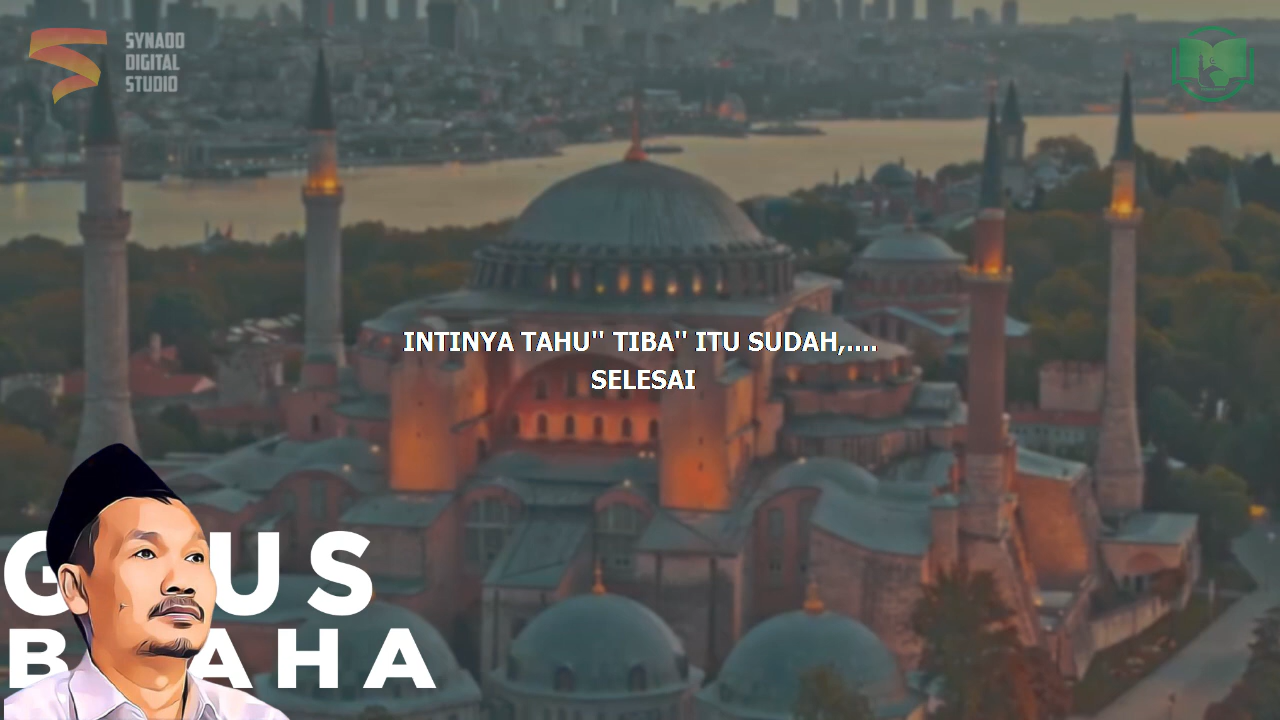 SYNADO
DIGITAL
STUDIO
INTINYA TAHU'' TIBA'' ITU SUDAH,....
SELESAI
GUS
BAHA